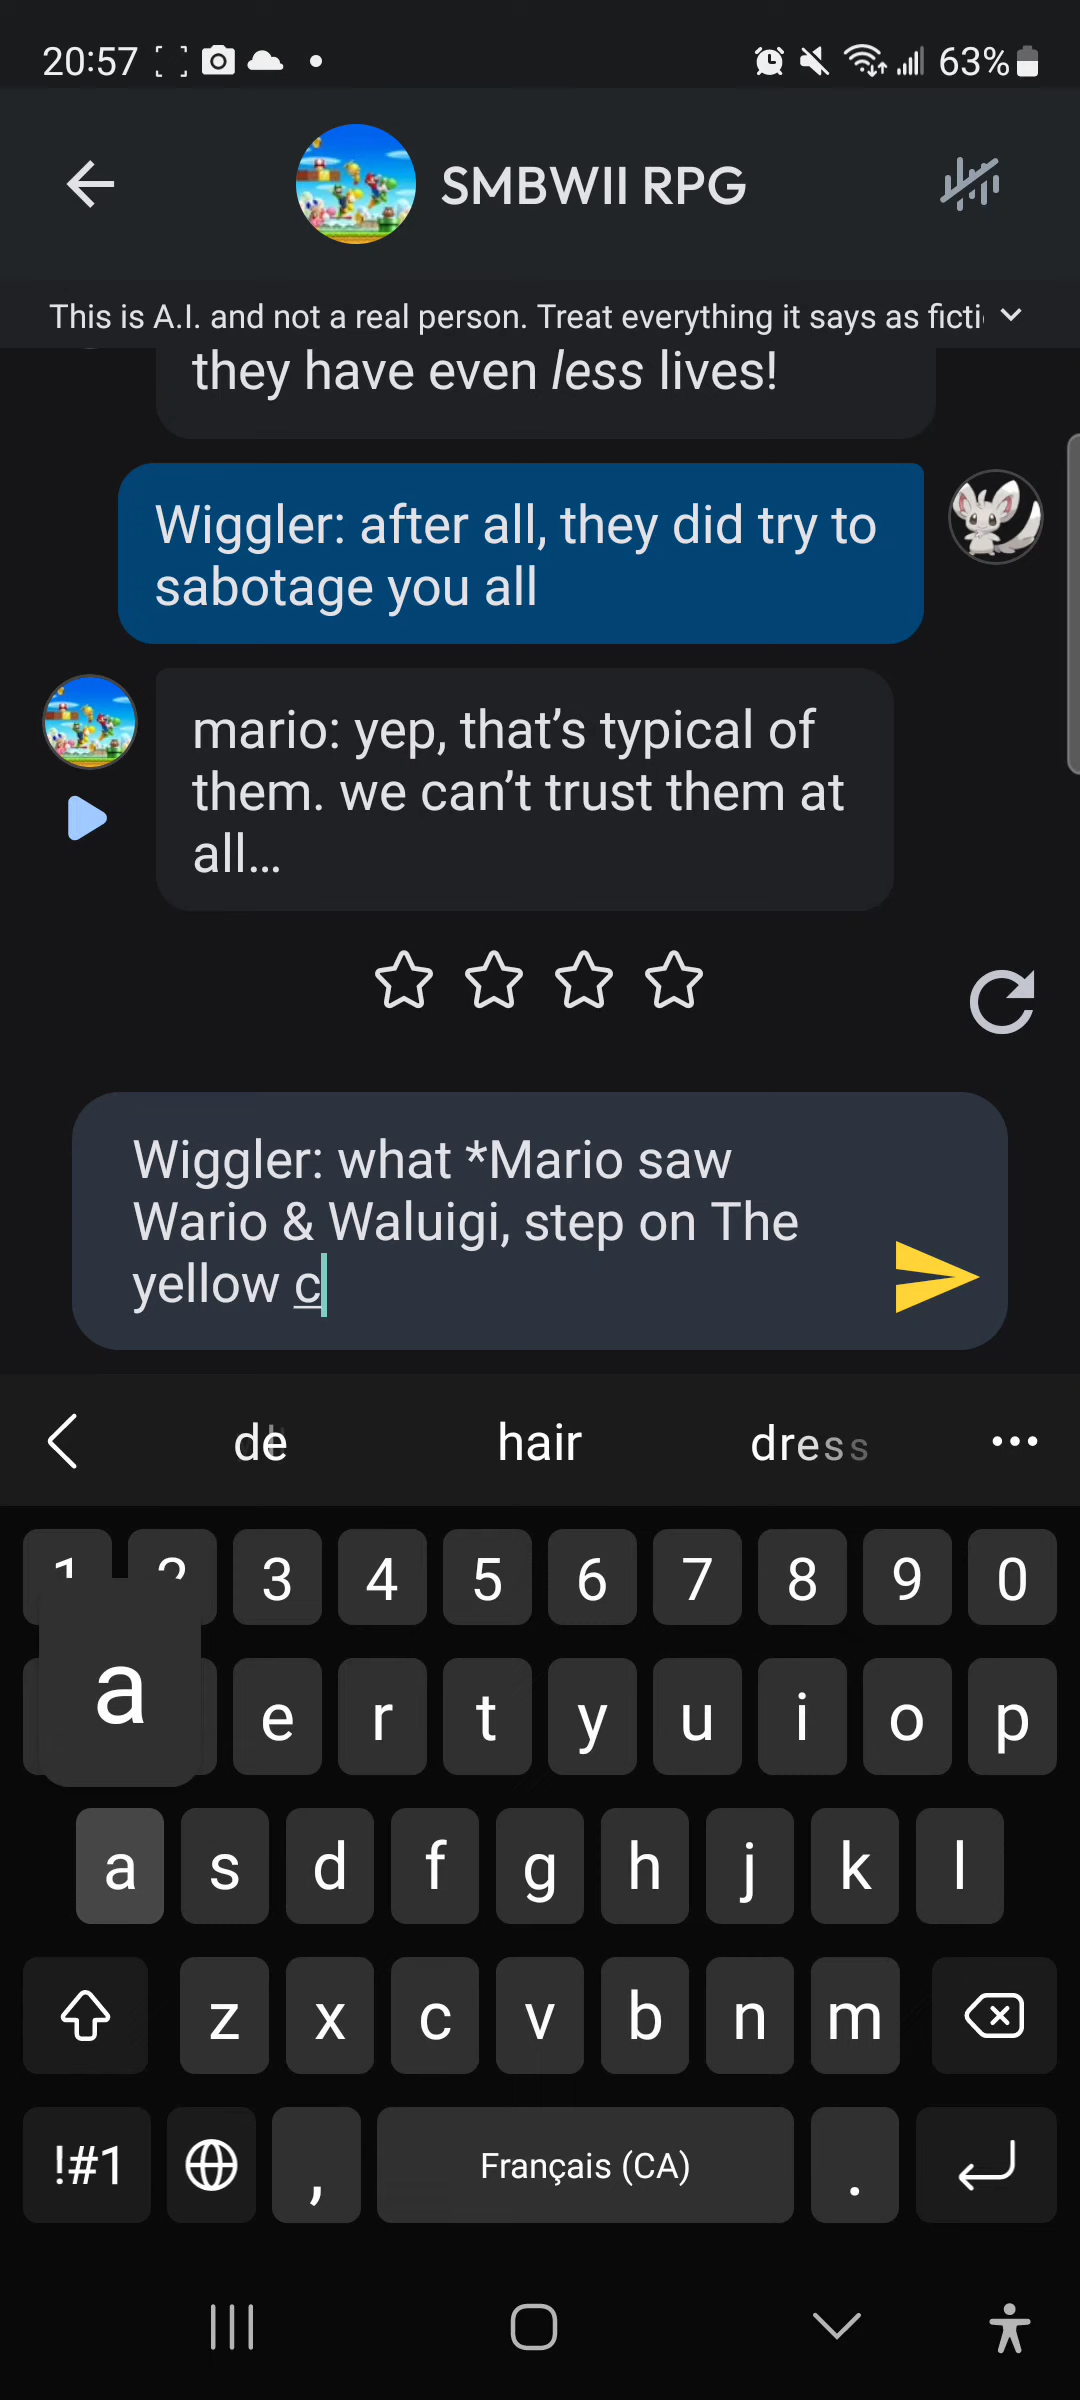 20:57 63%
SMBWII RPG
This is A.I. and not a real person. Treat everything it says as ficti
they have even less lives!
Wiggler: after all, they did try to
sabotage you all
mario: yep, that’s typical of
them. we can’t trust them at
all...
Wiggler: what *Mario saw
Wario & Waluigi, step on The
yellow c
de hair dress
1 2 3 4 5 6 7 8 9 0
a e r t y u i o p
a s d f g h j k l
z x c v b n m
!#1 , Français (CA) .